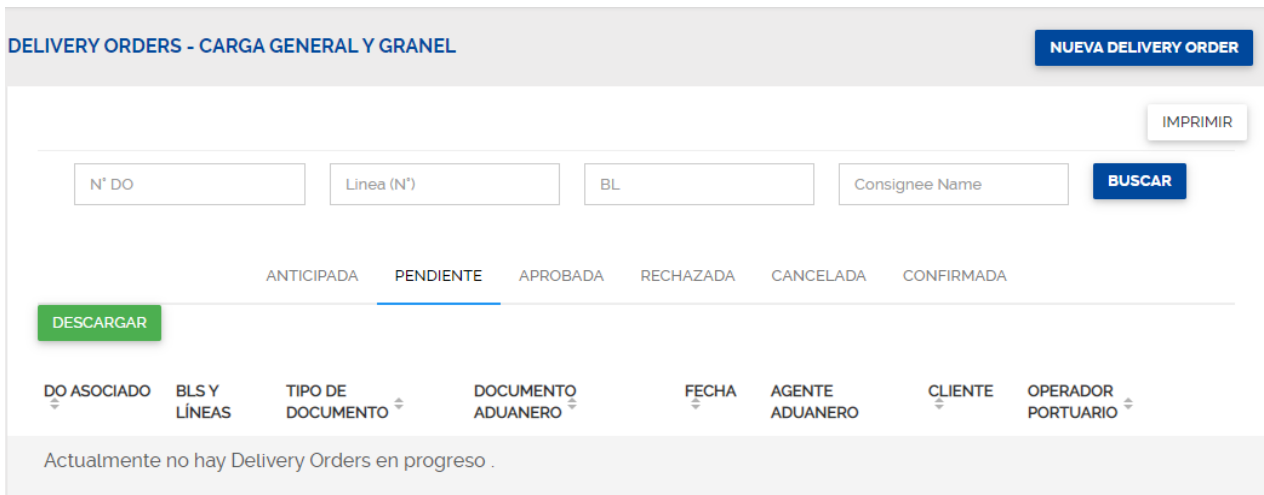 DELIVERY ORDERS - CARGA GENERAL Y GRANEL
NUEVA DELIVERY ORDER
IMPRIMIR
N° DO
Linea (N°)
BL
Consignee Name
BUSCAR
ANTICIPADA PENDIENTE APROBADA RECHAZADA CANCELADA CONFIRMADA
DESCARGAR
DO ASOCIADO
BLS Y
LÍNEAS
TIPO DE
DOCUMENTO
DOCUMENTO
ADUANERO
FECHA
AGENTE
ADUANERO
CLIENTE
OPERADOR
PORTUARIO
Actualmente no hay Delivery Orders en progreso .